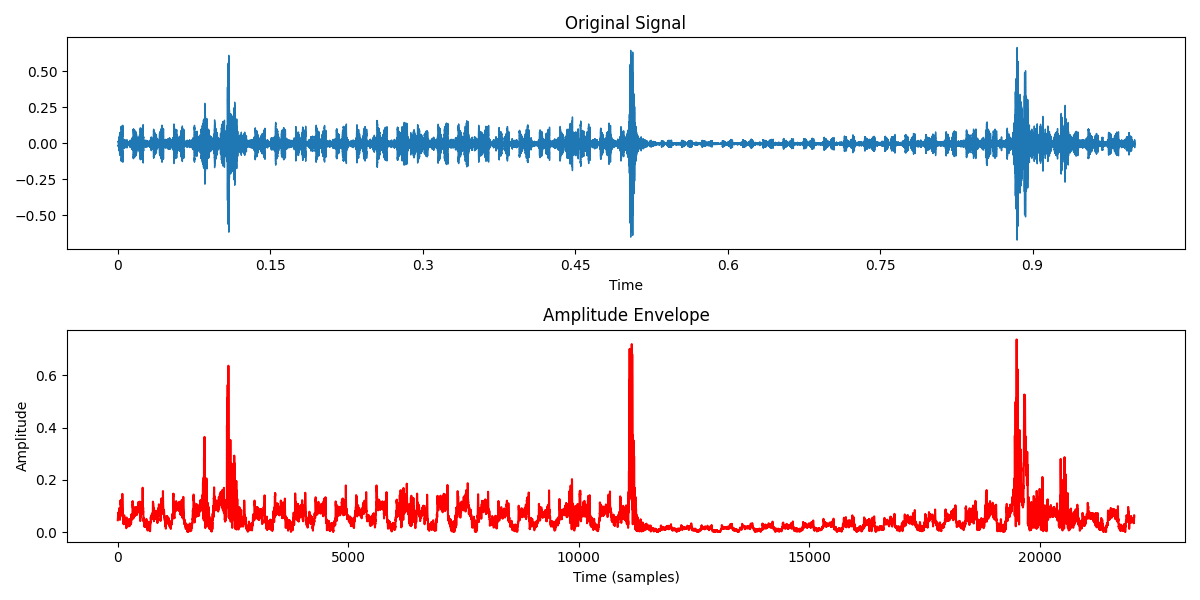 Original Signal
0.50
0.25
0.00
−0.25
−0.50
0 0.15 0.3 0.45 0.6 0.75 0.9
Time
Amplitude Envelope
Amplitude
0.6
0.4
0.2
0.0
0 5000 10000 15000 20000
Time (samples)